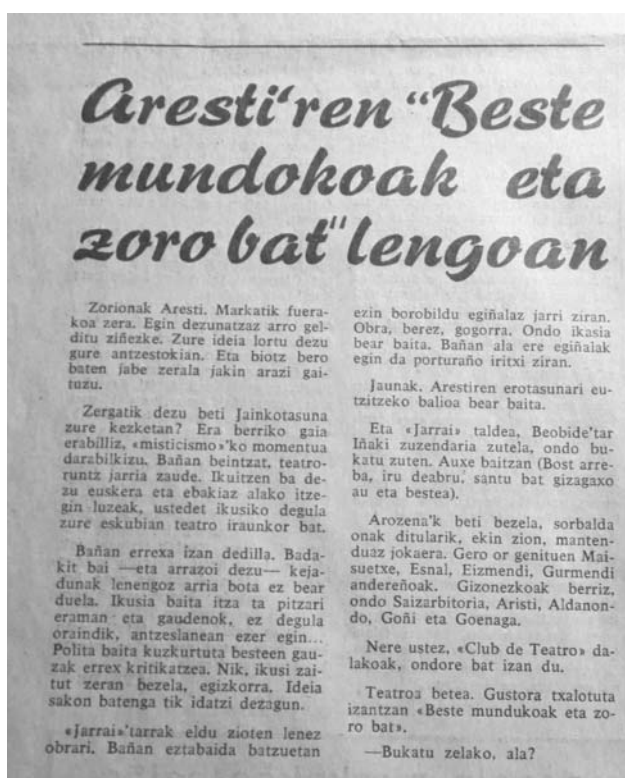 Aresti'ren "Beste
mundokoak eta
zoro bat" lengoan
Zorionak Aresti. Markatik fuera-
koa zera. Egin dezunatzaz arro gel-
ditu ziñezke. Zure ideia lortu dezu
gure antzestokian. Eta biotz bero
baten jabe zerala jakin arazi gai-
tuzu.
Zergatik dezu beti Jainkotasuna
zure kezketan? Era berriko gaia
erabilliz, «misticismo»'ko momentua
darabilkizu. Bañan beintzat, teatro-
runtz jarria zaude. Ikuitzen ba de-
zu euskera eta ebakiaz alako itze-
gin luzeak, ustedet ikusiko degula
zure eskubian teatro iraunkor bat.
Bañan errexa izan dedilla. Bada-
kit bai —eta arrazoi dezu— keja-
dunak lenengoz arria bota ez bear
duela. Ikusia baita itza ta pitzari
eraman eta gaudenok, ez degula
oraindik, antzeslanean ezer egin...
Polita baita kuzkurtuta besteen gau-
zak errex kritikatzea. Nik, ikusi zai-
tut zeran bezela, egizkorra. Ideia
sakon batenga tik idatzi dezagun.
«Jarrai»'tarrak eldu zioten lenez
obrari. Bañan eztabaida batzuetan
ezin borobildu egiñalaz jarri ziran.
Obra, berez, gogorra. Ondo ikasia
bear baita. Bañan ala ere egiñalak
egin da porturaño iritxi ziran.
Jaunak. Arestiren erotasunari eu-
tzitzeko balioa bear baita.
Eta «Jarrai» taldea, Beobide'tar
Iñaki zuzendaria zutela, ondo bu-
katu zuten. Auxe baitzan (Bost arre-
ba, iru deabru, santu bat gizagaxo
au eta bestea).
Arozena'k beti bezela, sorbalda
onak ditularik, ekin zion, manten-
duaz jokaera. Gero or genituen Mai-
suetxe, Esnal, Eizmendi, Gurmendi
andereñoak. Gizonezkoak berriz,
ondo Saizarbitoria, Aristi, Aldanon-
do, Goñi eta Goenaga.
Nere ustez, «Club de Teatro» da-
lakoak, ondore bat izan du.
Teatroa betea. Gustora txalotuta
izantzan «Beste mundukoak eta zo-
ro bat».
—Bukatu zelako, ala?